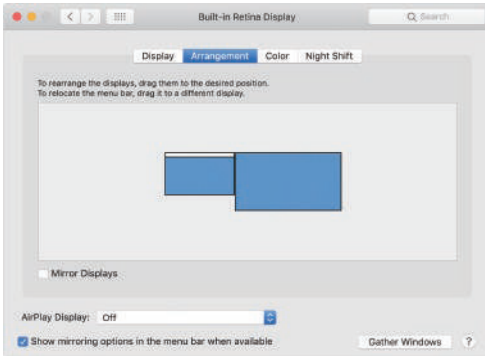 Built-in Retina Display
Search
Display Arrangement Color Night Shift
To rearrange the displays, drag them to the desired position.
To relocate the menu bar, drag it to a different display.
Mirror Displays
AirPlay Display: Off
Show mirroring options in the menu bar when available
Gather Windows ?